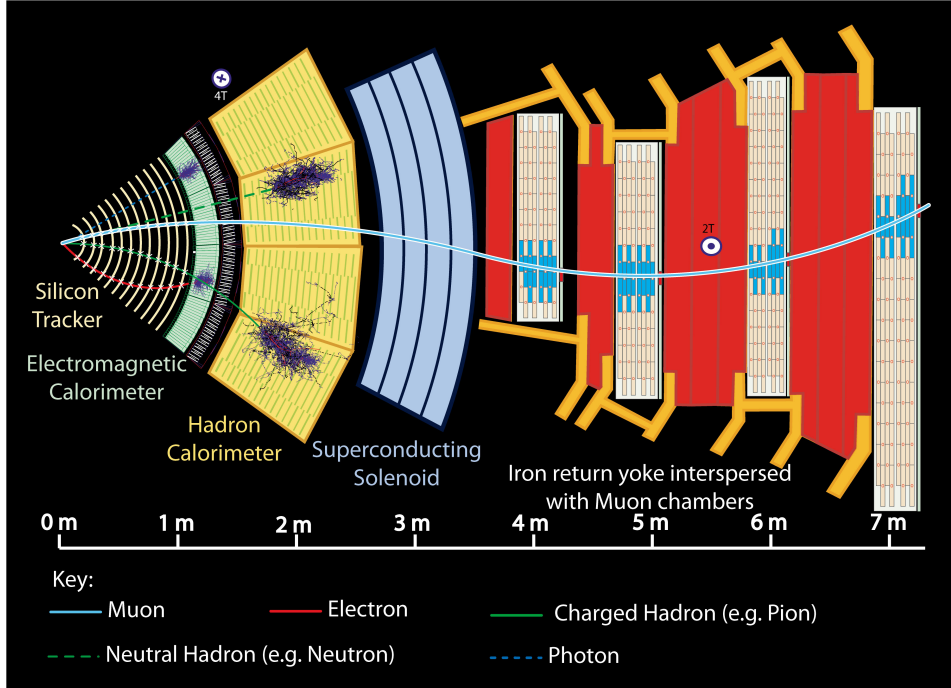 4T
2T
Silicon
Tracker
Electromagnetic
Calorimeter
Hadron
Calorimeter
Superconducting
Solenoid
Iron return yoke interspersed
with Muon chambers
0 m 1 m 2 m 3 m 4 m 5 m 6 m 7 m
Key:
Muon Electron Charged Hadron (e.g. Pion)
Neutral Hadron (e.g. Neutron) Photon